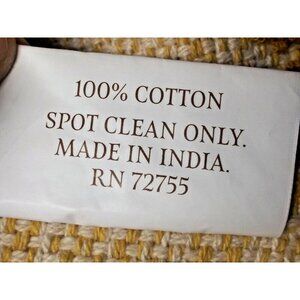 100% COTTON
SPOT CLEAN ONLY.
MADE IN INDIA.
RN 72755